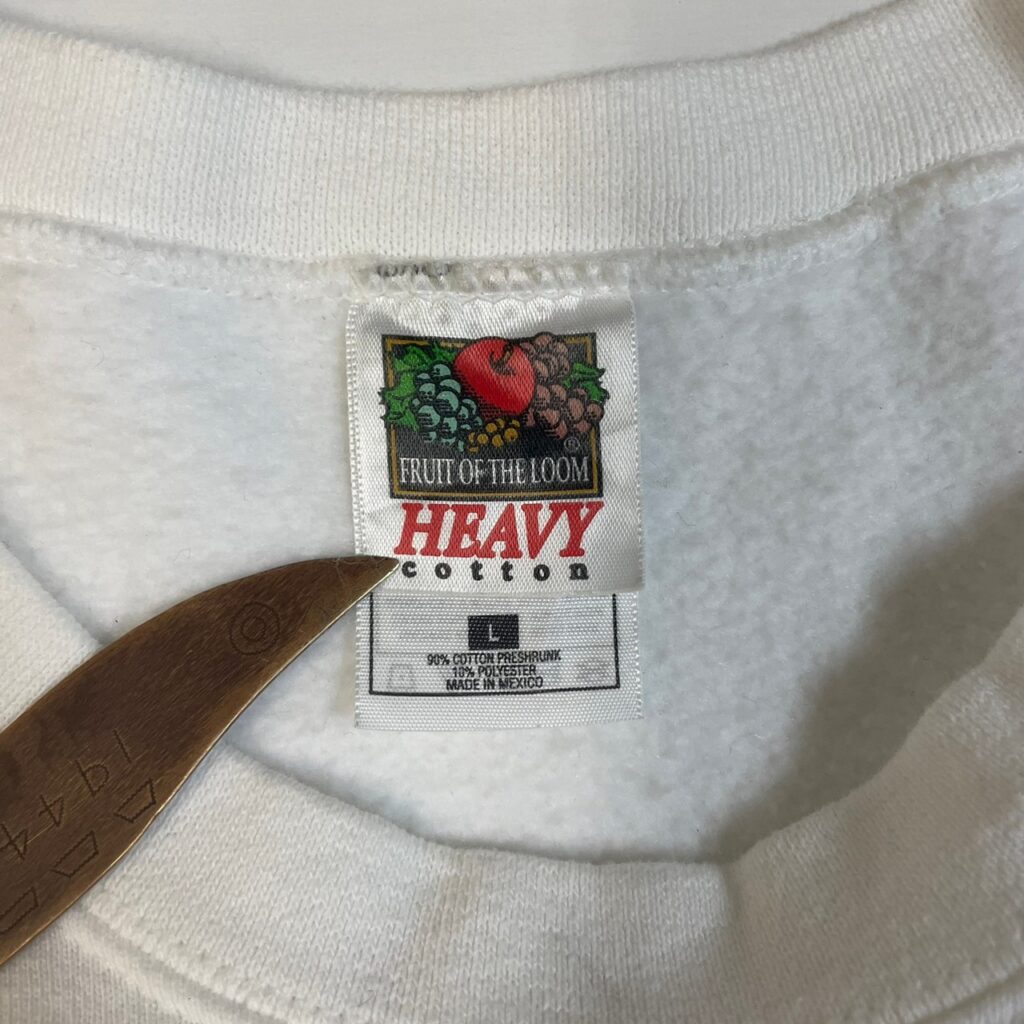 ®
FRUIT OF THE LOOM
HEAVY
cotton
L
90% COTTON PRESHRUNK
10% POLYESTER
MADE IN MEXICO
1944